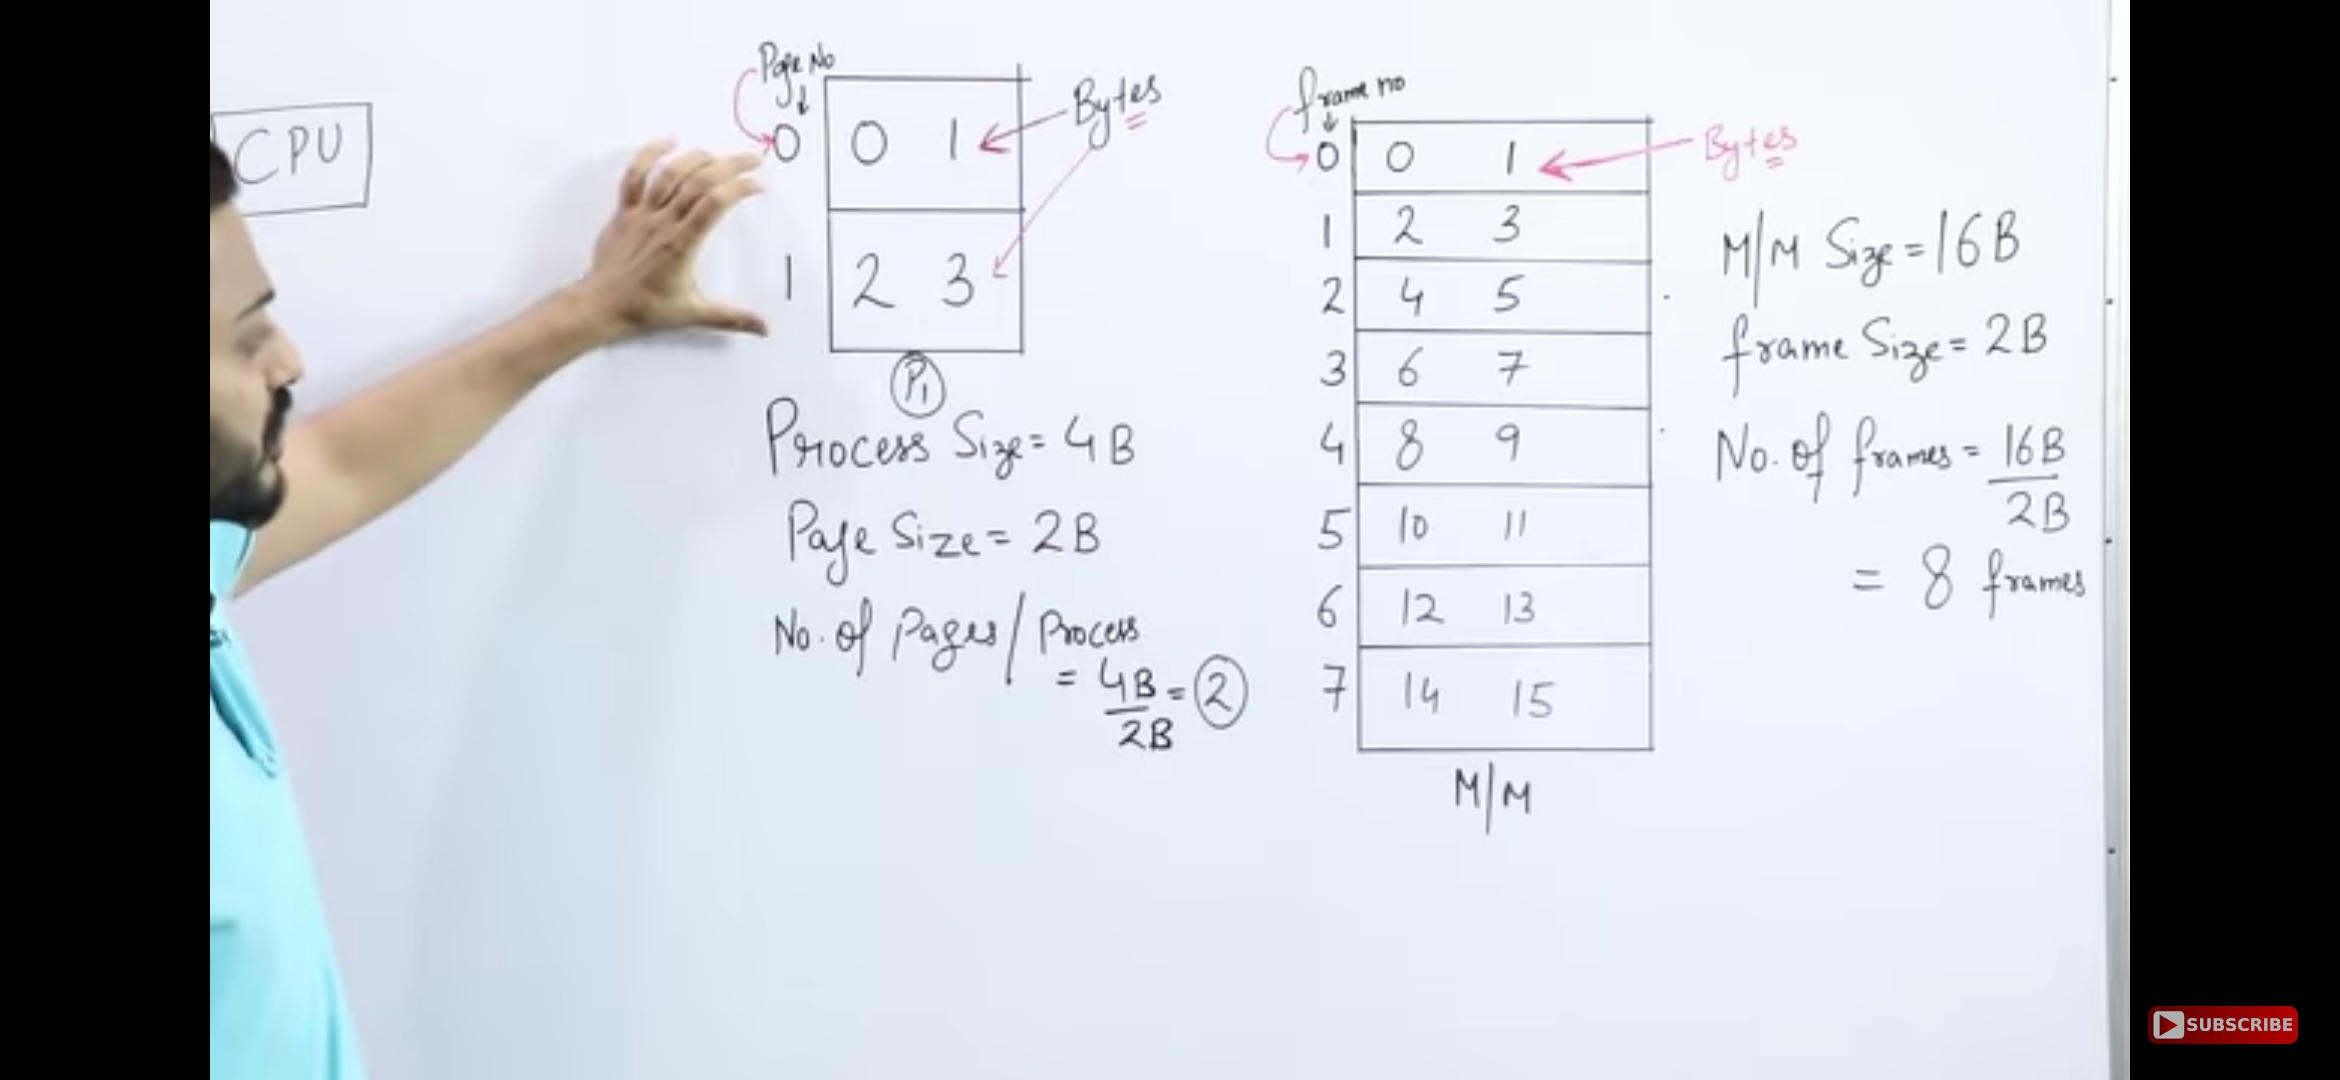 CPU
Page No
0 0 1
Bytes
1 2 3
P1
Process Size = 4B
Page Size = 2B
No. of Pages / Process
= 4B/2B = 2
frame no
0 0 1
Bytes
1 2 3
2 4 5
3 6 7
4 8 9
5 10 11
6 12 13
7 14 15
M/M
M/M Size = 16B
frame Size = 2B
No. of frames = 16B/2B
= 8 frames
SUBSCRIBE